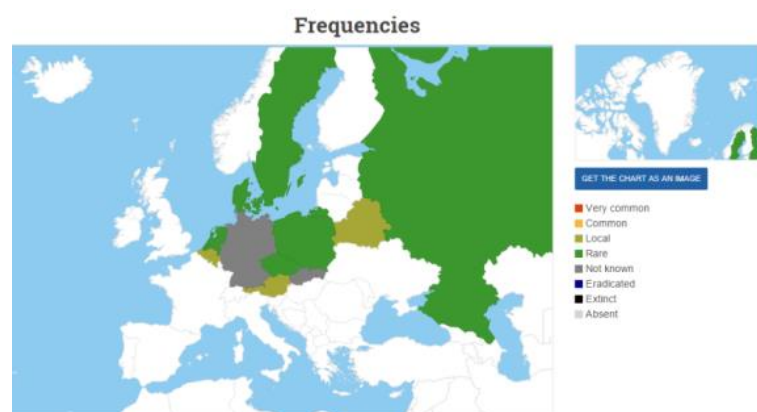 Frequencies
GET THE CHART AS AN IMAGE
Very common
Common
Local
Rare
Not known
Eradicated
Extinct
Absent